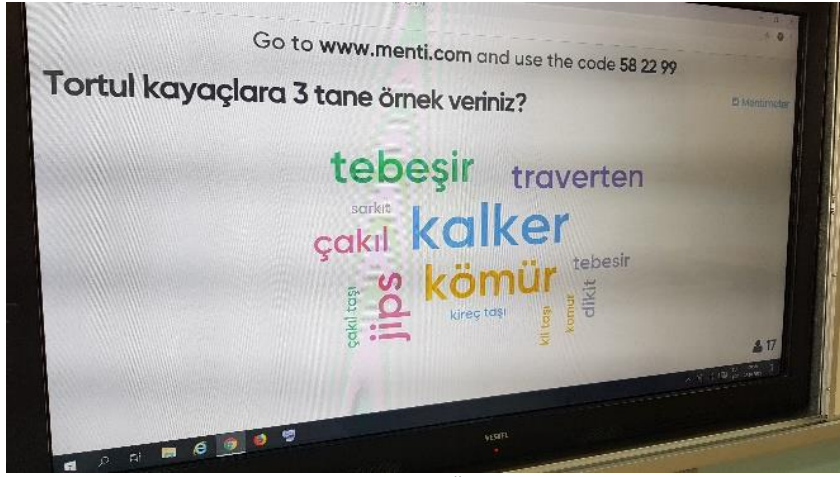 Go to www.menti.com and use the code 58 22 99
Tortul kayaçlara 3 tane örnek veriniz?
Mentimeter
tebeşir
traverten
sarkıt
çakıl
kalker
tebesir
çakıl taşı
jips
kömür
kireç taşı
kil taşı
komur
dikit
17
VESTEL